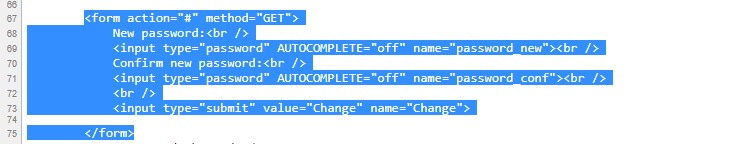 66
67 <form action="#" method="GET">
68 New password:<br />
69 <input type="password" AUTOCOMPLETE="off" name="password_new"><br />
70 Confirm new password:<br />
71 <input type="password" AUTOCOMPLETE="off" name="password_conf"><br />
72 <br />
73 <input type="submit" value="Change" name="Change">
74
75 </form>